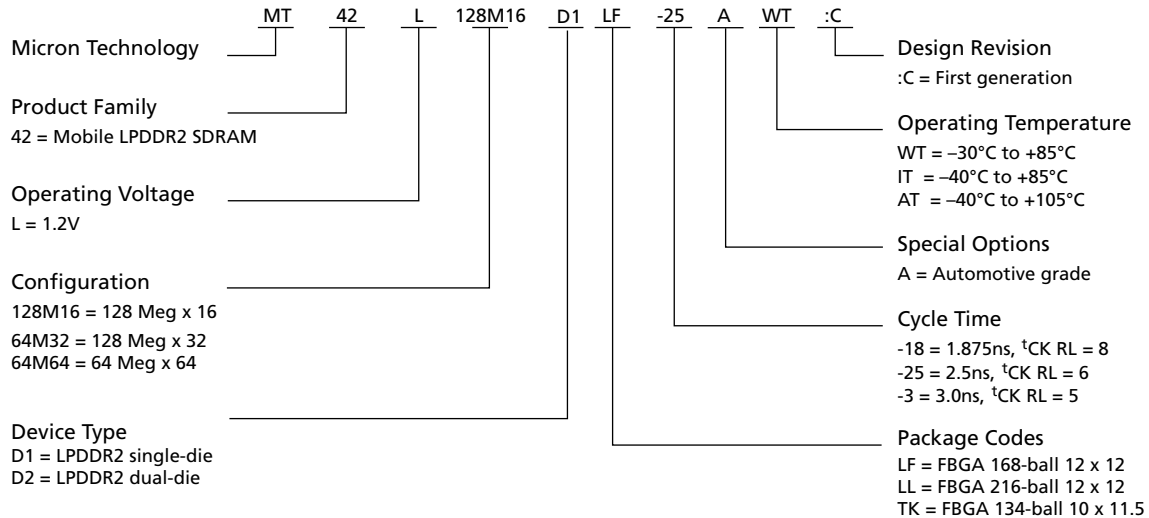 MT 42 L 128M16 D1 LF -25 A WT :C
Micron Technology
Product Family
42 = Mobile LPDDR2 SDRAM
Operating Voltage
L = 1.2V
Configuration
128M16 = 128 Meg x 16
64M32 = 128 Meg x 32
64M64 = 64 Meg x 64
Device Type
D1 = LPDDR2 single-die
D2 = LPDDR2 dual-die
Design Revision
:C = First generation
Operating Temperature
WT = –30°C to +85°C
IT = –40°C to +85°C
AT = –40°C to +105°C
Special Options
A = Automotive grade
Cycle Time
-18 = 1.875ns, tCK RL = 8
-25 = 2.5ns, tCK RL = 6
-3 = 3.0ns, tCK RL = 5
Package Codes
LF = FBGA 168-ball 12 x 12
LL = FBGA 216-ball 12 x 12
TK = FBGA 134-ball 10 x 11.5